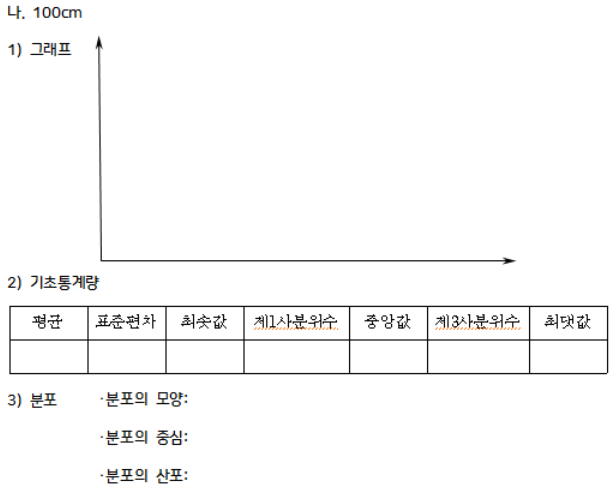 나. 100cm
1) 그래프
2) 기초통계량
평균 표준편차 최솟값 제1사분위수 중앙값 제3사분위수 최댓값
3) 분포 ·분포의 모양:
·분포의 중심:
·분포의 산포: